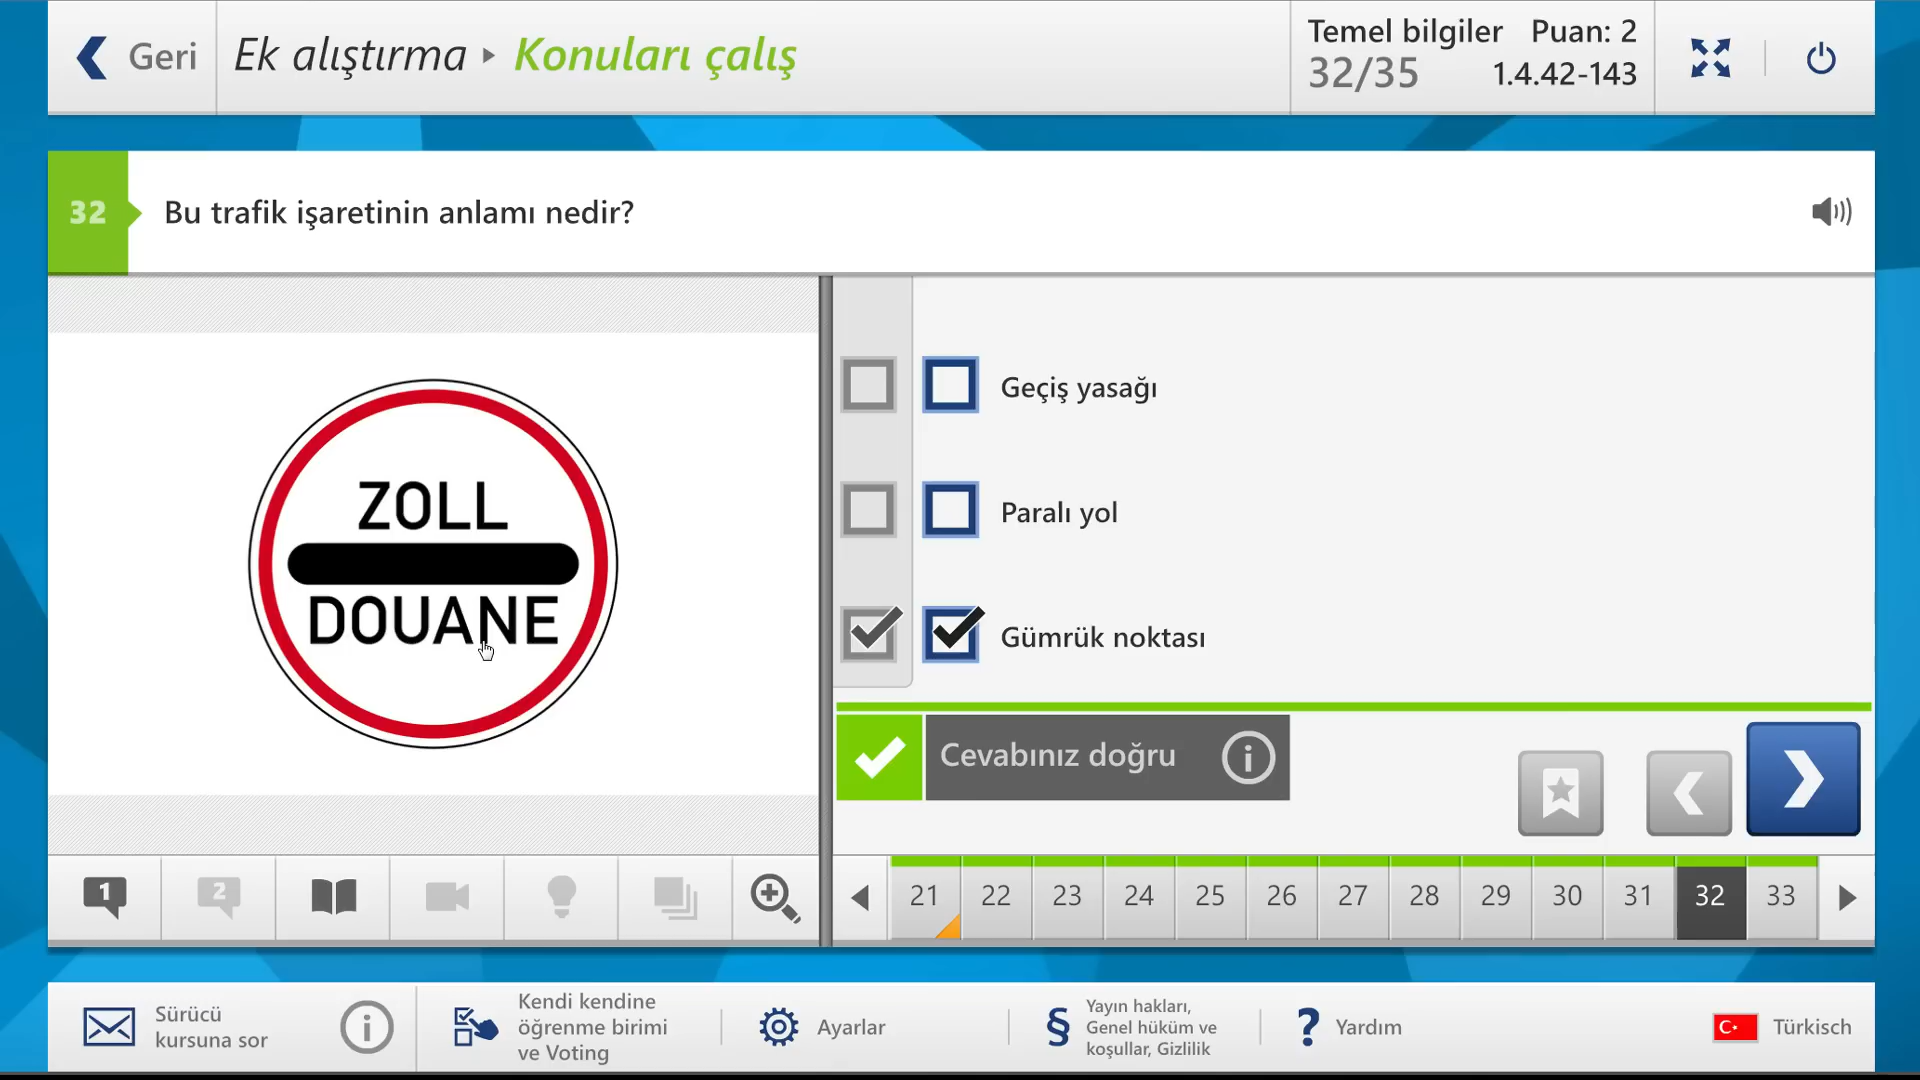 Geri
Ek alıştırma ▸ Konuları çalış
Temel bilgiler Puan: 2
32/35 1.4.42-143
32
Bu trafik işaretinin anlamı nedir?
ZOLL
DOUANE
Geçiş yasağı
Paralı yol
Gümrük noktası
Cevabınız doğru
1
2
21 22 23 24 25 26 27 28 29 30 31 32 33
Sürücü
kursuna sor
Kendi kendine
öğrenme birimi
ve Voting
Ayarlar
§
Yayın hakları,
Genel hüküm ve
koşullar, Gizlilik
?
Yardım
Türkisch